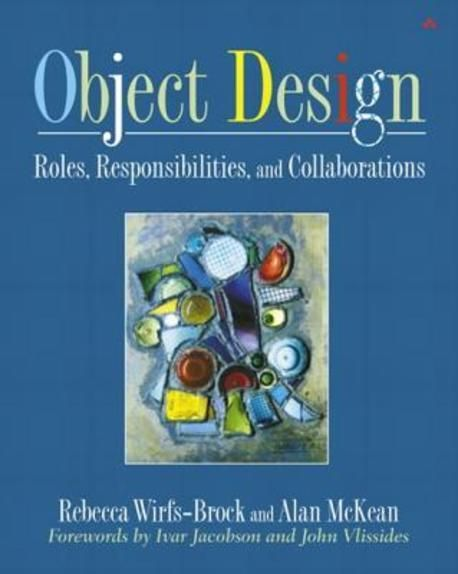 Object Design
Roles, Responsibilities, and Collaborations
Rebecca Wirfs-Brock and Alan McKean
Forewords by Ivar Jacobson and John Vlissides